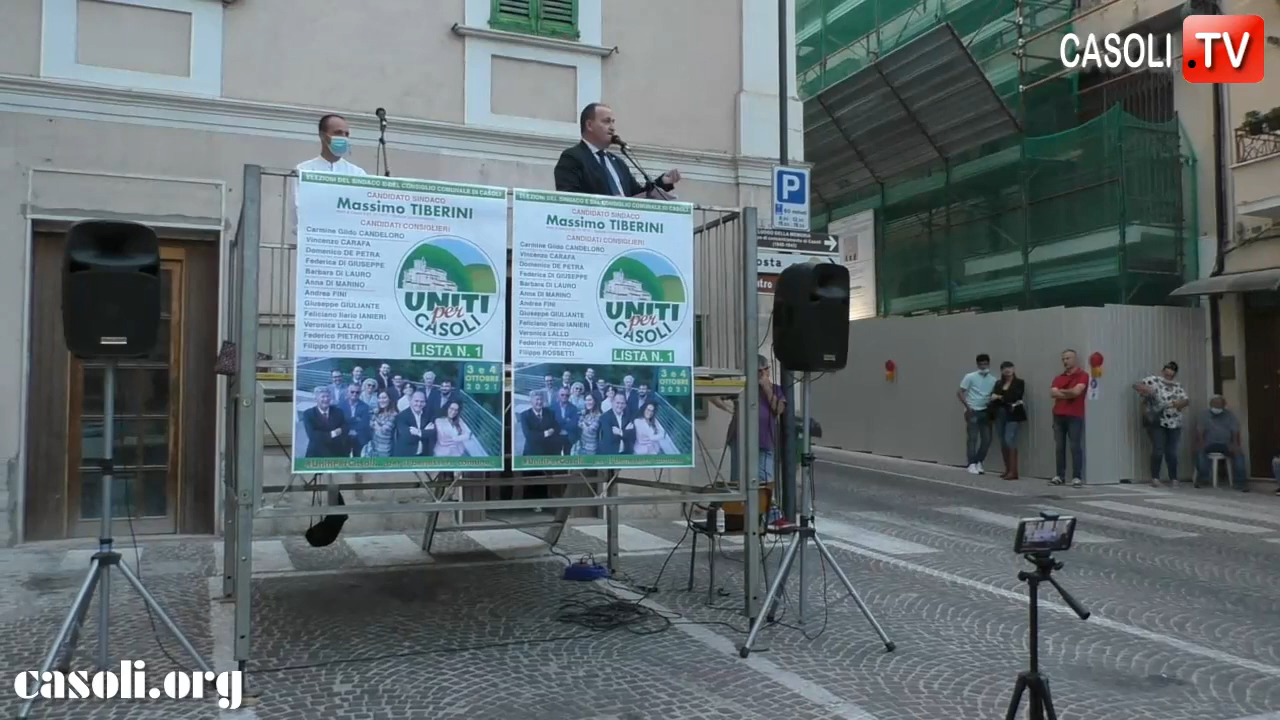 CASOLI.TV
ELEZIONI DEL SINDACO E DEL CONSIGLIO COMUNALE DI CASOLI
CANDIDATO SINDACO
Massimo TIBERINI
CANDIDATI CONSIGLIERI
Carmine Gildo CANDELORO
Vincenzo CARAFA
Domenico DE PETRA
Federica DI GIUSEPPE
Barbara DI LAURO
Anna DI MARINO
Andrea FINI
Giuseppe GIULIANTE
Feliciano Ilario IANIERI
Veronica LALLO
Federico PIETROPAOLO
Filippo ROSSETTI
UNITI
per
CASOLI
LISTA N. 1
3 e 4
OTTOBRE
2021
ELEZIONI DEL SINDACO E DEL CONSIGLIO COMUNALE DI CASOLI
CANDIDATO SINDACO
Massimo TIBERINI
CANDIDATI CONSIGLIERI
Carmine Gildo CANDELORO
Vincenzo CARAFA
Domenico DE PETRA
Federica DI GIUSEPPE
Barbara DI LAURO
Anna DI MARINO
Andrea FINI
Giuseppe GIULIANTE
Feliciano Ilario IANIERI
Veronica LALLO
Federico PIETROPAOLO
Filippo ROSSETTI
UNITI
per
CASOLI
LISTA N. 1
3 e 4
OTTOBRE
2021
P
casoli.org